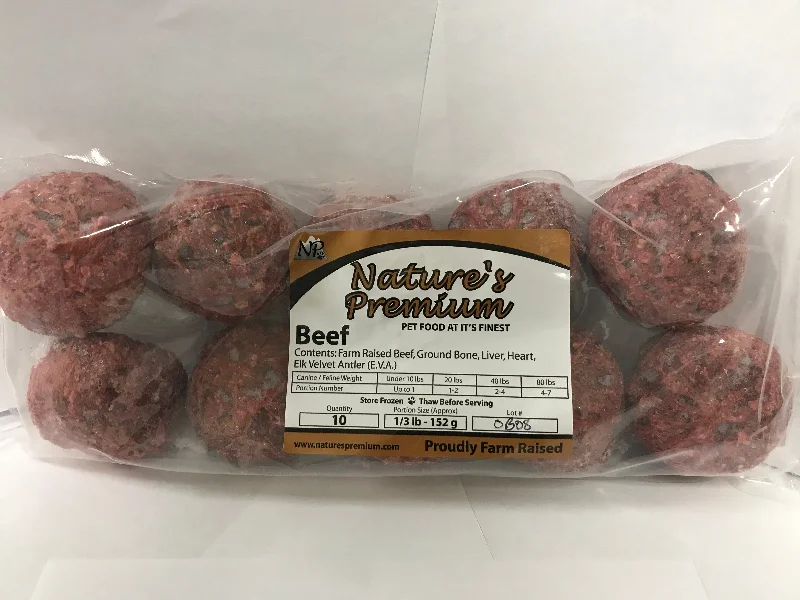 NP
Nature's
Premium
PET FOOD AT IT'S FINEST
Beef
Contents: Farm Raised Beef, Ground Bone, Liver, Heart,
Elk Velvet Antler (E.V.A.)
Canine / Feline Weight Under 10 lbs 20 lbs 40 lbs 80 lbs
Portion Number Up to 1 1-2 2-4 4-7
Store Frozen Thaw Before Serving
Quantity Portion Size (Approx) Lot #
10 1/3 lb - 152 g 0B08
www.naturespremium.com Proudly Farm Raised